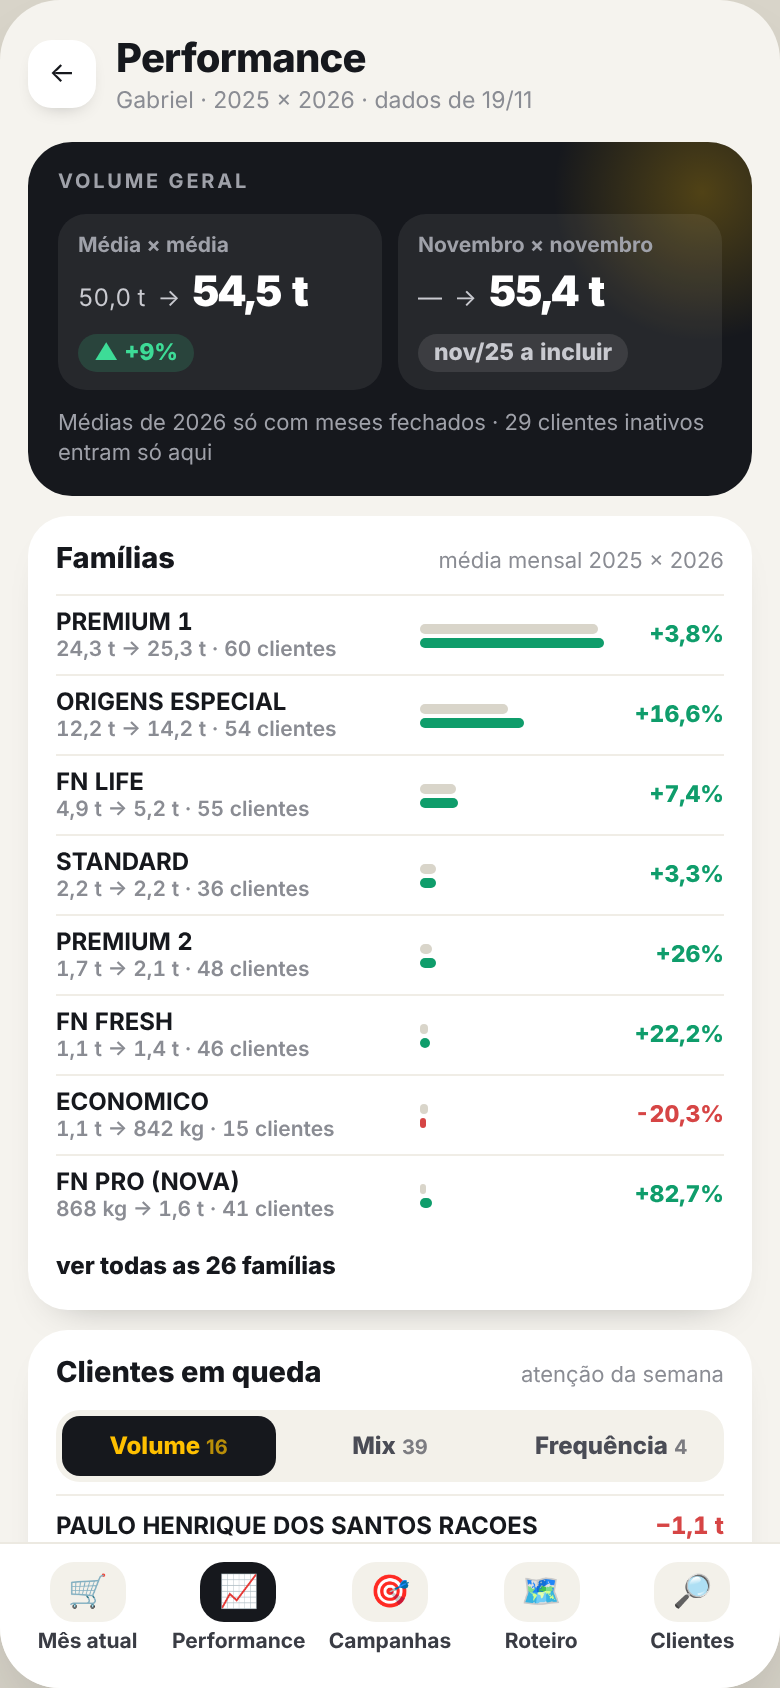 ←
Performance
Gabriel · 2025 × 2026 · dados de 19/11
VOLUME GERAL
Média × média
50,0 t → 54,5 t
▲ +9%
Novembro × novembro
— → 55,4 t
nov/25 a incluir
Médias de 2026 só com meses fechados · 29 clientes inativos
entram só aqui
Famílias
média mensal 2025 × 2026
PREMIUM 1
24,3 t → 25,3 t · 60 clientes
+3,8%
ORIGENS ESPECIAL
12,2 t → 14,2 t · 54 clientes
+16,6%
FN LIFE
4,9 t → 5,2 t · 55 clientes
+7,4%
STANDARD
2,2 t → 2,2 t · 36 clientes
+3,3%
PREMIUM 2
1,7 t → 2,1 t · 48 clientes
+26%
FN FRESH
1,1 t → 1,4 t · 46 clientes
+22,2%
ECONOMICO
1,1 t → 842 kg · 15 clientes
-20,3%
FN PRO (NOVA)
868 kg → 1,6 t · 41 clientes
+82,7%
ver todas as 26 famílias
Clientes em queda
atenção da semana
Volume 16
Mix 39
Frequência 4
PAULO HENRIQUE DOS SANTOS RACOES
−1,1 t
Mês atual
Performance
Campanhas
Roteiro
Clientes